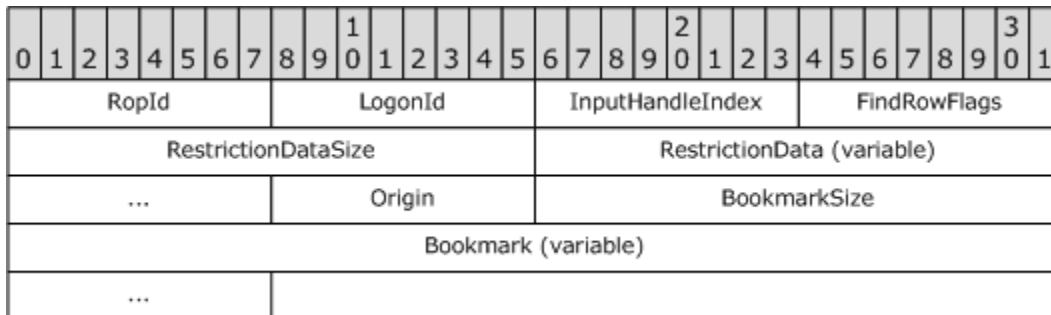 1 2 3
0 1 2 3 4 5 6 7 8 9 0 1 2 3 4 5 6 7 8 9 0 1 2 3 4 5 6 7 8 9 0 1
RopId LogonId InputHandleIndex FindRowFlags
RestrictionDataSize RestrictionData (variable)
... Origin BookmarkSize
Bookmark (variable)
...